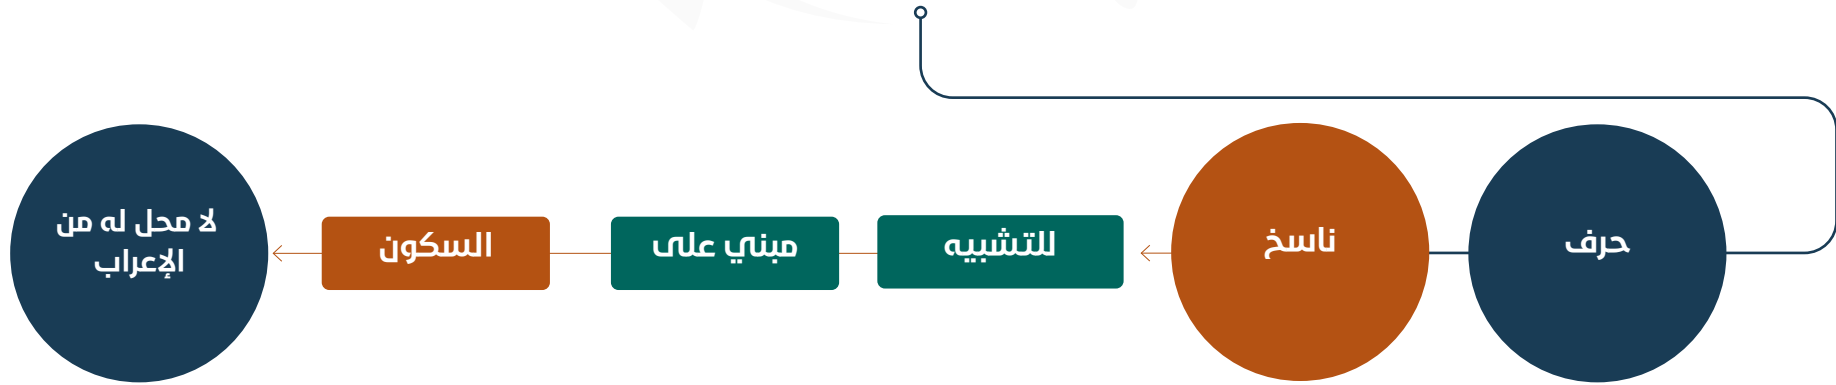 حرف
ناسخ
للتشبيه
مبني على
السكون
لا محل له من
الإعراب